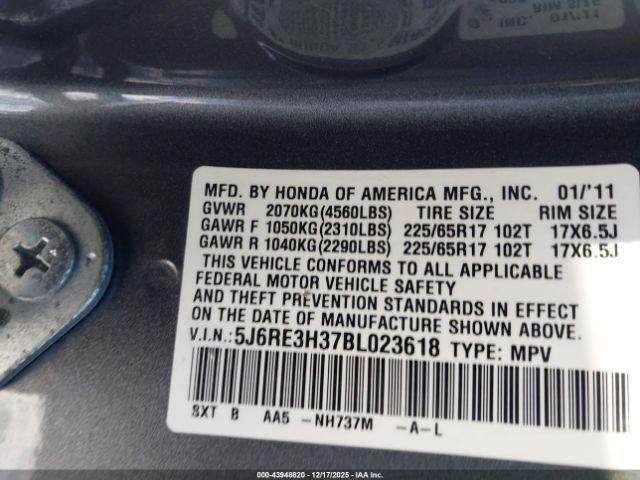 MFD. BY HONDA OF AMERICA MFG., INC. 01/'11
GVWR 2070KG(4560LBS) TIRE SIZE RIM SIZE
GAWR F 1050KG(2310LBS) 225/65R17 102T 17X6.5J
GAWR R 1040KG(2290LBS) 225/65R17 102T 17X6.5J
THIS VEHICLE CONFORMS TO ALL APPLICABLE
FEDERAL MOTOR VEHICLE SAFETY
AND THEFT PREVENTION STANDARDS IN EFFECT
ON THE DATE OF MANUFACTURE SHOWN ABOVE.
V.I.N.:5J6RE3H37BL023618 TYPE: MPV
SXT B AA5 -NH737M -A-L
000-43948820 - 12/17/2025 - IAAI.COM